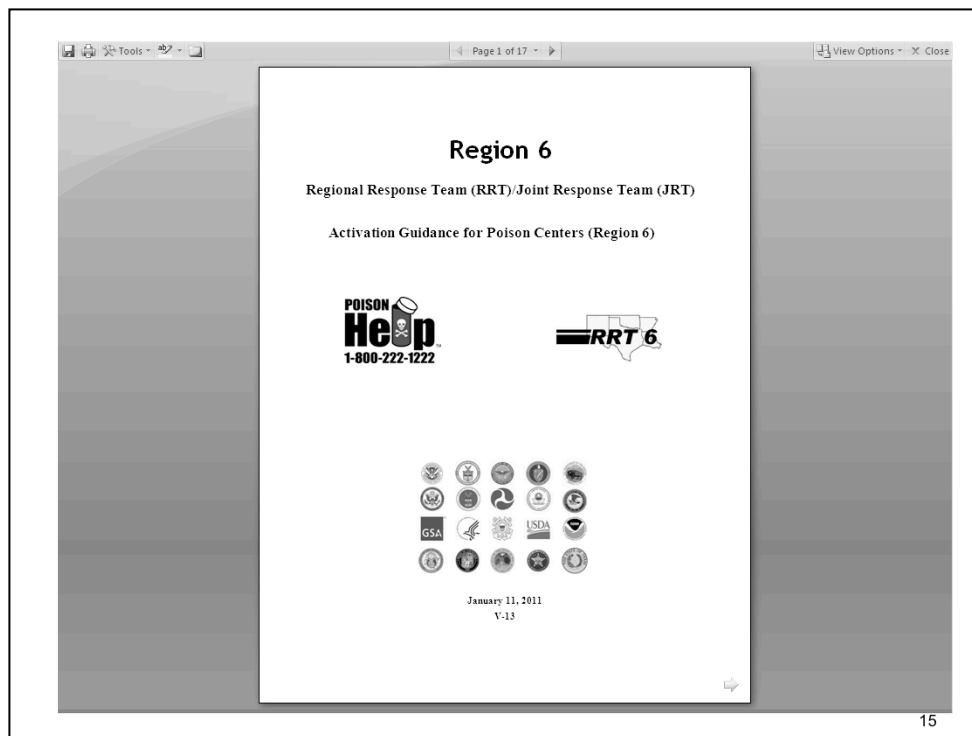 Tools
Page 1 of 17
View Options
Close
Region 6
Regional Response Team (RRT)/Joint Response Team (JRT)
Activation Guidance for Poison Centers (Region 6)
POISON
Help
1-800-222-1222
RRT 6
GSA
USDA
January 11, 2011
V-13
15